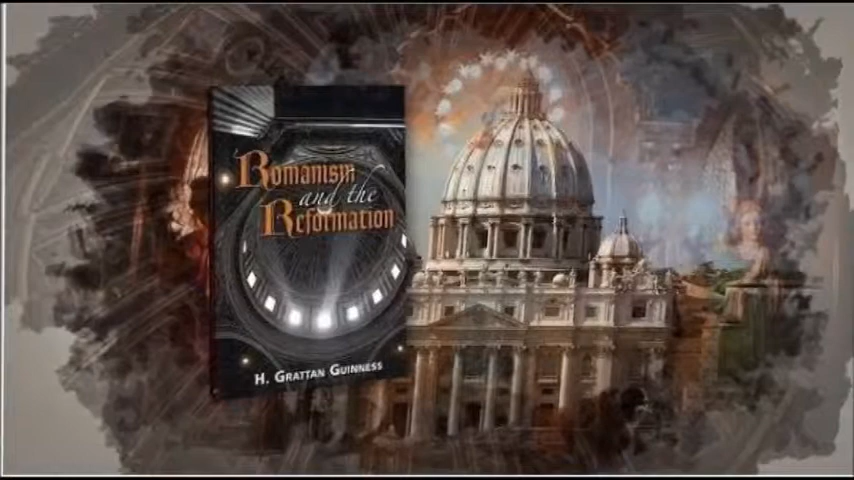 Romanism
and the
Reformation
H. Grattan Guinness